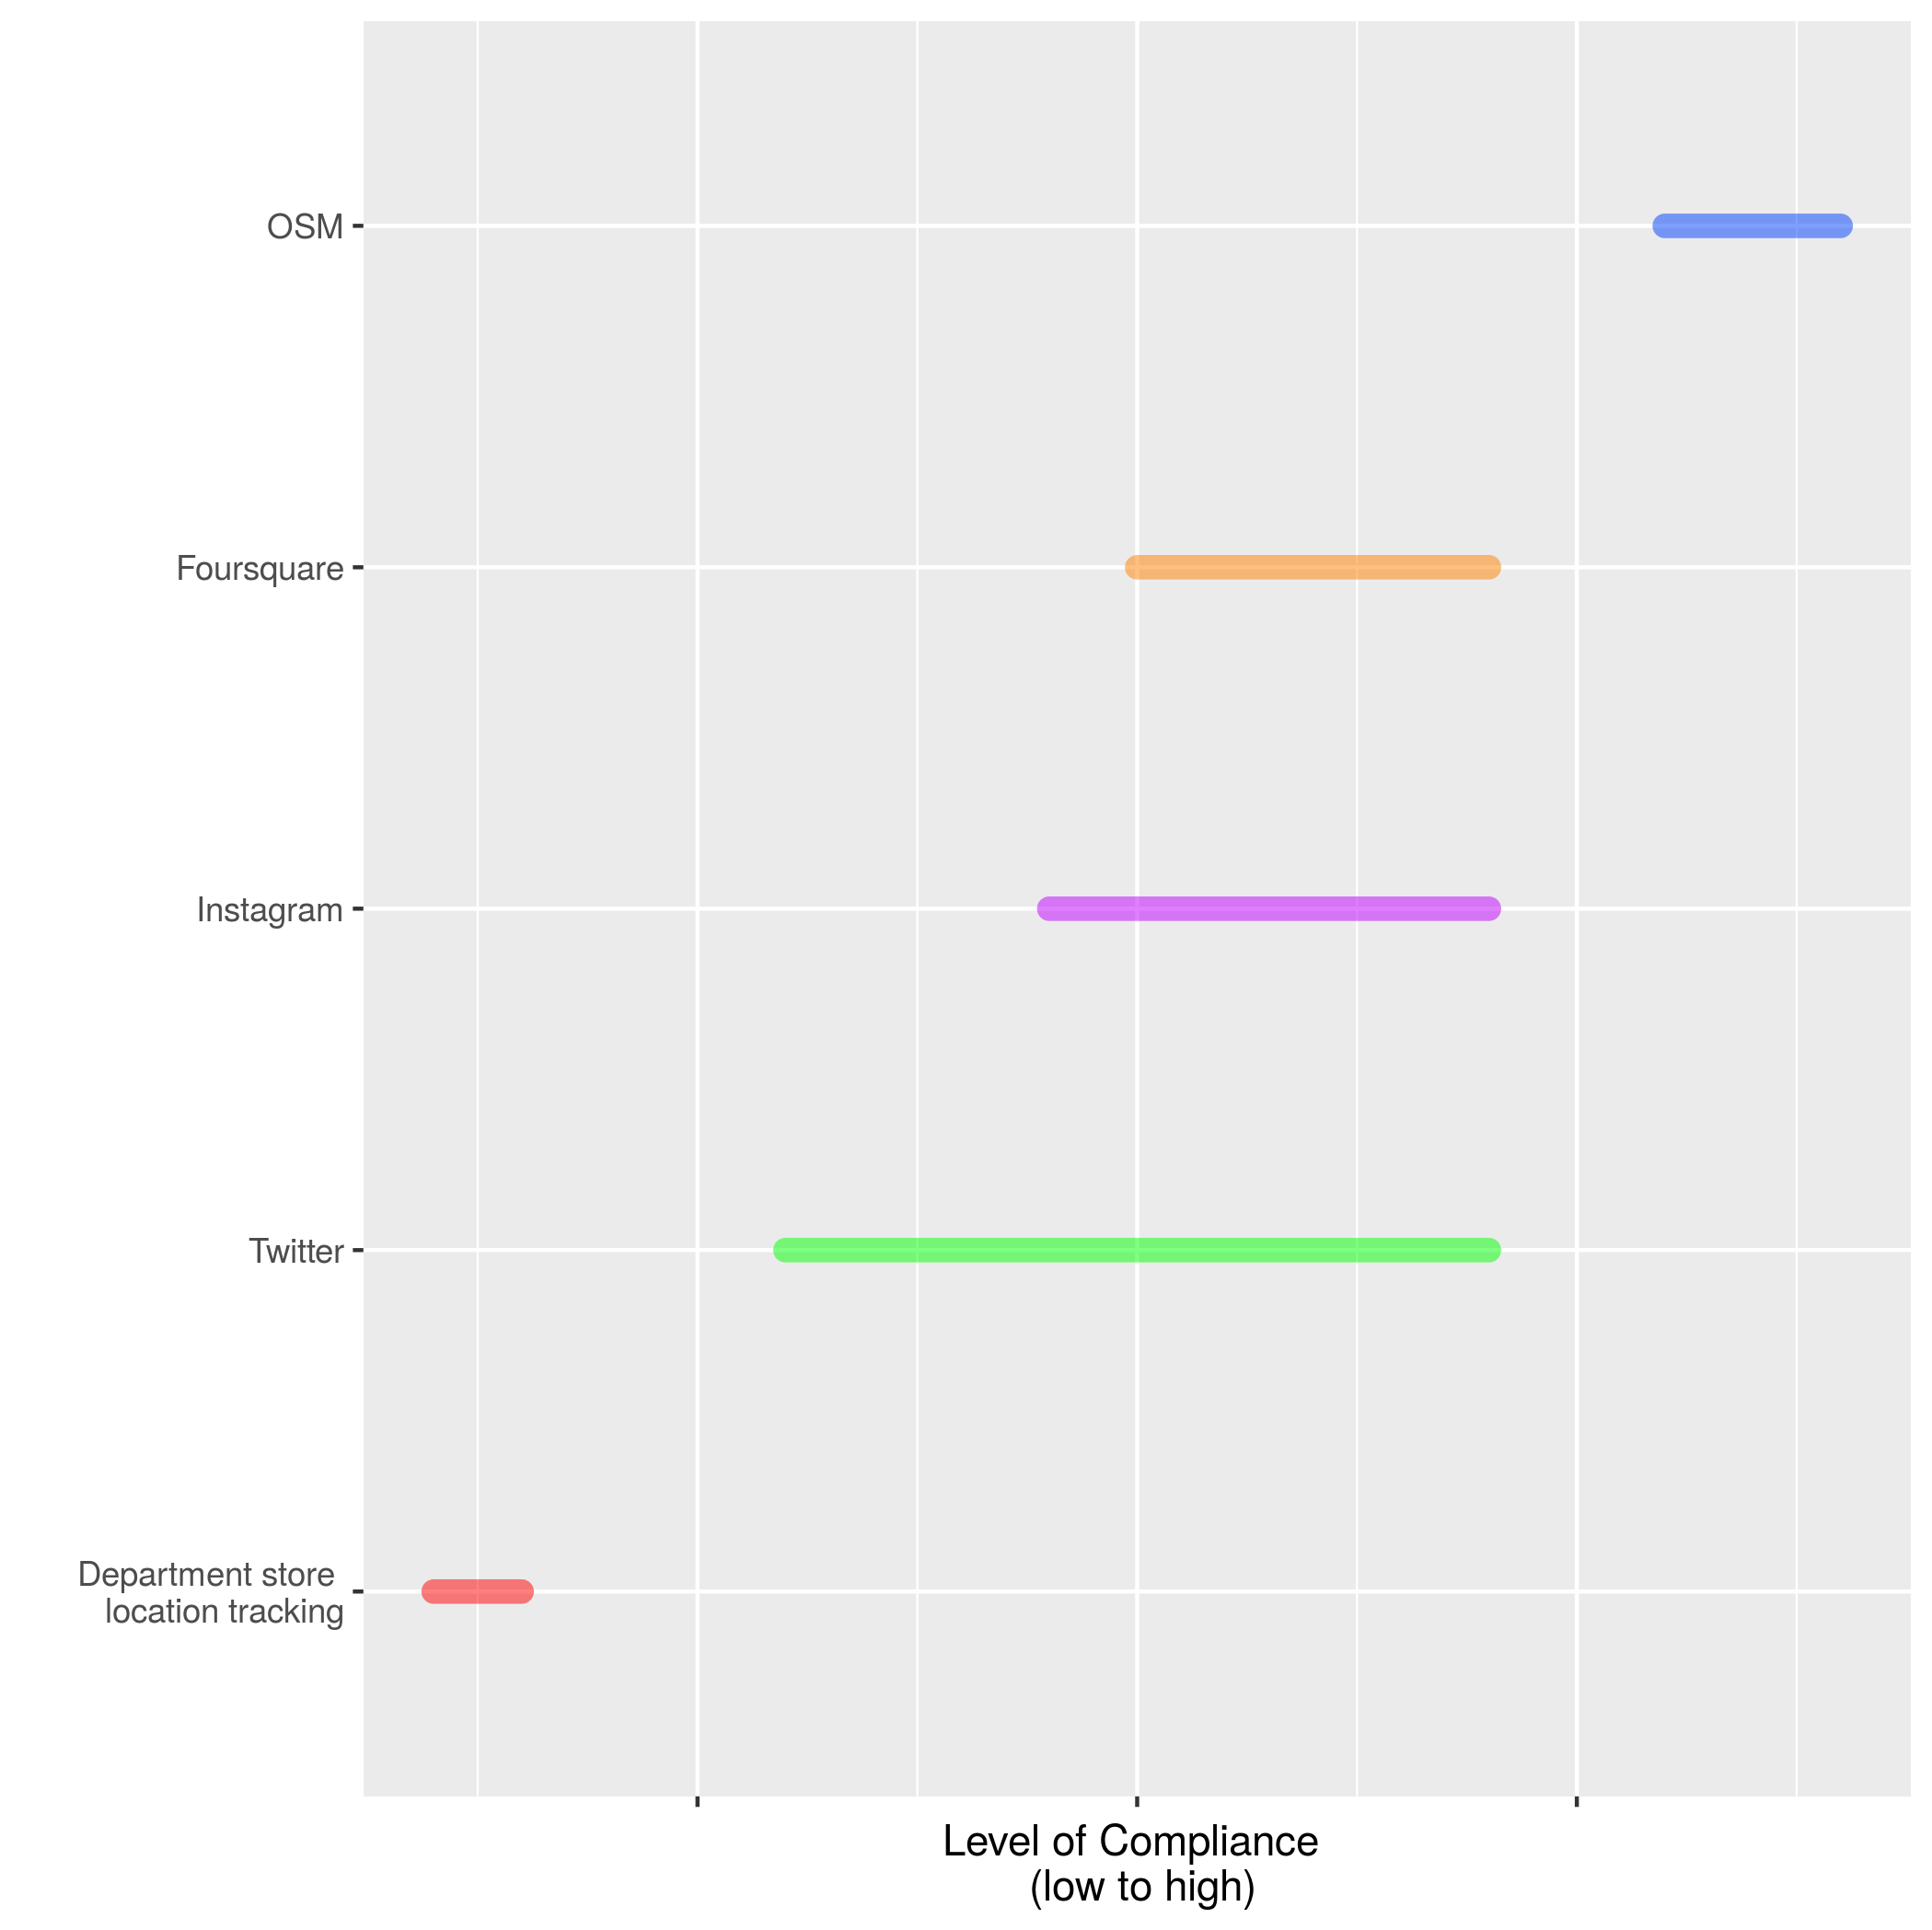 OSM
Foursquare
Instagram
Twitter
Department store
location tracking
Level of Compliance
(low to high)